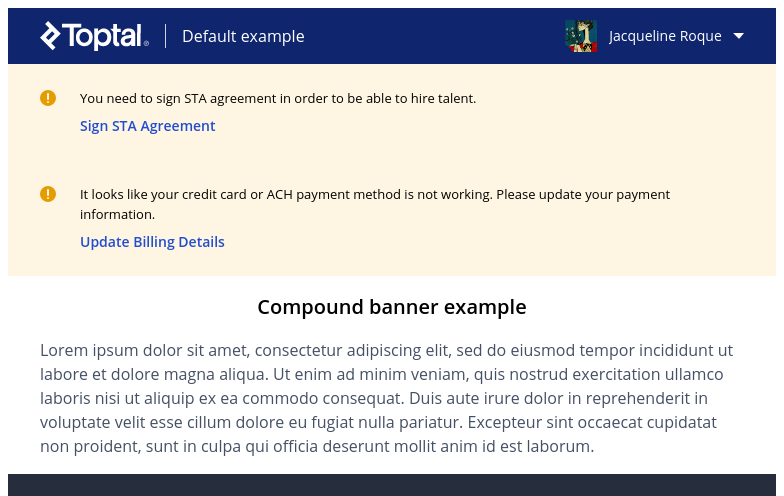 Toptal®
Default example
Jacqueline Roque
You need to sign STA agreement in order to be able to hire talent.
Sign STA Agreement
It looks like your credit card or ACH payment method is not working. Please update your payment
information.
Update Billing Details
Compound banner example
Lorem ipsum dolor sit amet, consectetur adipiscing elit, sed do eiusmod tempor incididunt ut
labore et dolore magna aliqua. Ut enim ad minim veniam, quis nostrud exercitation ullamco
laboris nisi ut aliquip ex ea commodo consequat. Duis aute irure dolor in reprehenderit in
voluptate velit esse cillum dolore eu fugiat nulla pariatur. Excepteur sint occaecat cupidatat
non proident, sunt in culpa qui officia deserunt mollit anim id est laborum.